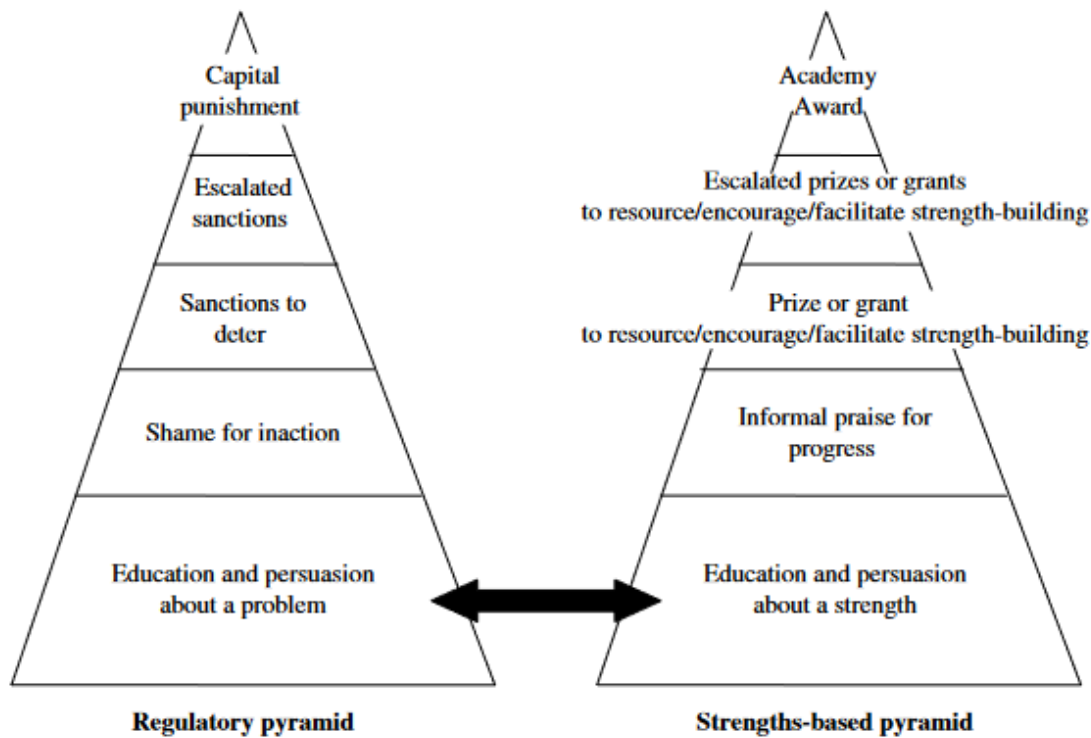 Capital
punishment
Escalated
sanctions
Sanctions to
deter
Shame for inaction
Education and persuasion
about a problem
Regulatory pyramid
Academy
Award
Escalated prizes or grants
to resource/encourage/facilitate strength-building
Prize or grant
to resource/encourage/facilitate strength-building
Informal praise for
progress
Education and persuasion
about a strength
Strengths-based pyramid